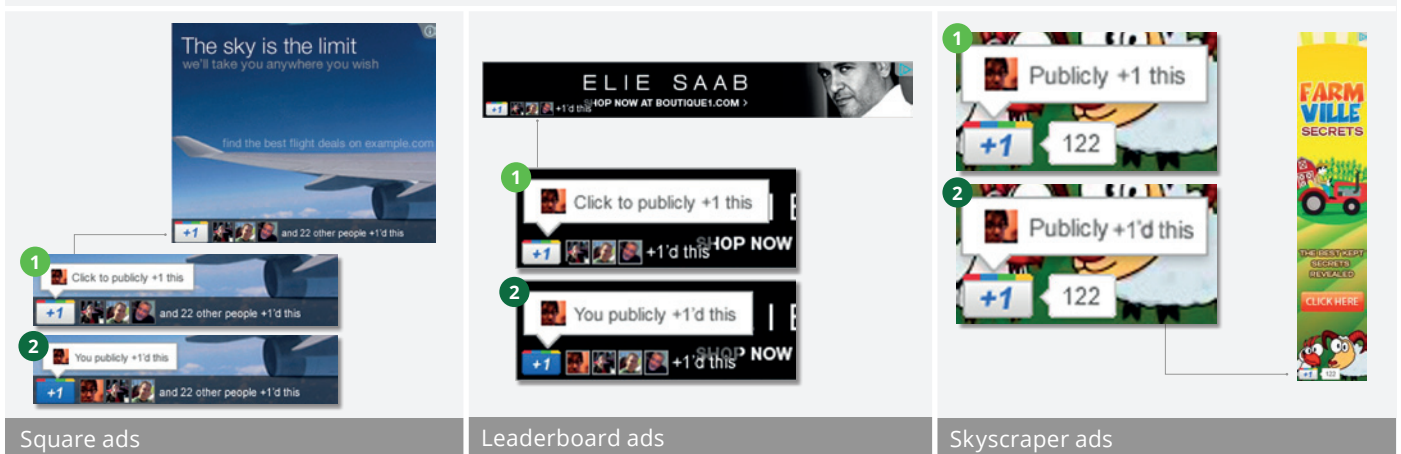 The sky is the limit
we'll take you anywhere you wish
find the best flight deals on example.com
+1 and 22 other people +1'd this
1
Click to publicly +1 this
+1 and 22 other people +1'd this
2
You publicly +1'd this
+1 and 22 other people +1'd this
Square ads
ELIE SAAB
SHOP NOW AT BOUTIQUE1.COM >
+1 +1'd this
1
Click to publicly +1 this
+1 +1'd this SHOP NOW
2
You publicly +1'd this
+1 +1'd this SHOP NOW
Leaderboard ads
1
Publicly +1 this
+1 122
2
Publicly +1'd this
+1 122
FARM
VILLE
SECRETS
THE BEST KEPT
SECRETS
REVEALED
CLICK HERE
+1 122
Skyscraper ads